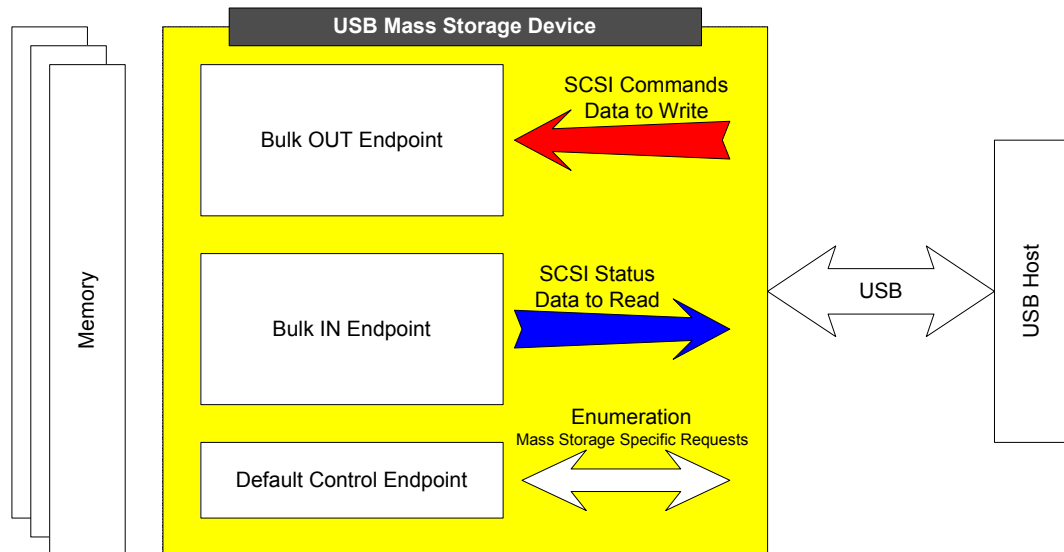 USB Mass Storage Device
Bulk OUT Endpoint
SCSI Commands
Data to Write
Bulk IN Endpoint
SCSI Status
Data to Read
Default Control Endpoint
Enumeration
Mass Storage Specific Requests
Memory
USB
USB Host